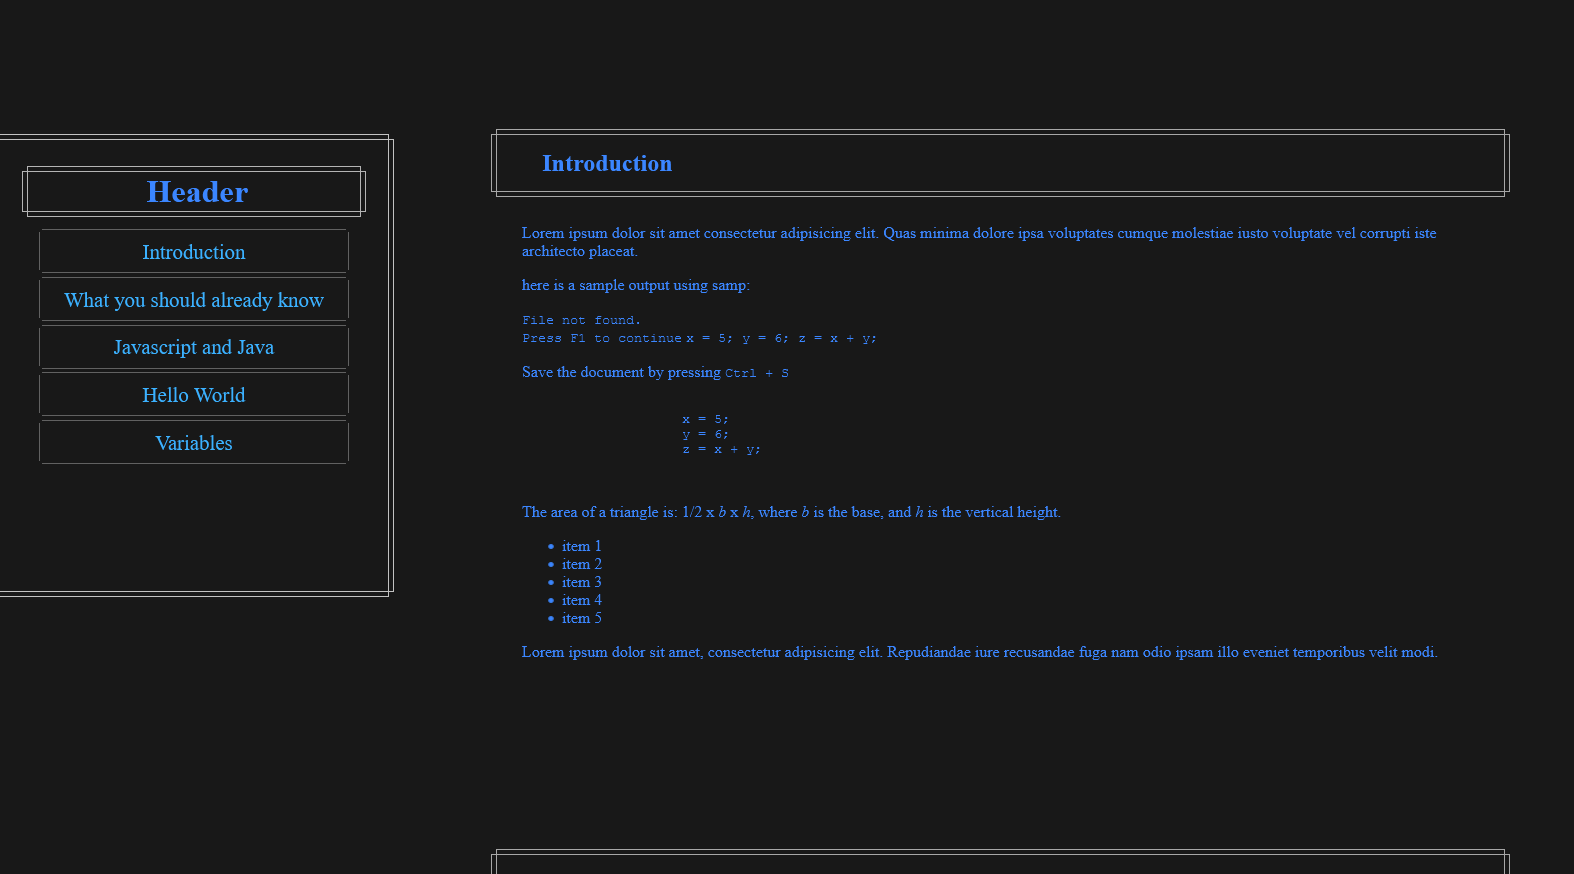 Header
Introduction
What you should already know
Javascript and Java
Hello World
Variables
Introduction
Lorem ipsum dolor sit amet consectetur adipisicing elit. Quas minima dolore ipsa voluptates cumque molestiae iusto voluptate vel corrupti iste
architecto placeat.
here is a sample output using samp:
File not found.
Press F1 to continue x = 5; y = 6; z = x + y;
Save the document by pressing Ctrl + S
x = 5;
y = 6;
z = x + y;
The area of a triangle is: 1/2 x b x h, where b is the base, and h is the vertical height.
• item 1
• item 2
• item 3
• item 4
• item 5
Lorem ipsum dolor sit amet, consectetur adipisicing elit. Repudiandae iure recusandae fuga nam odio ipsam illo eveniet temporibus velit modi.